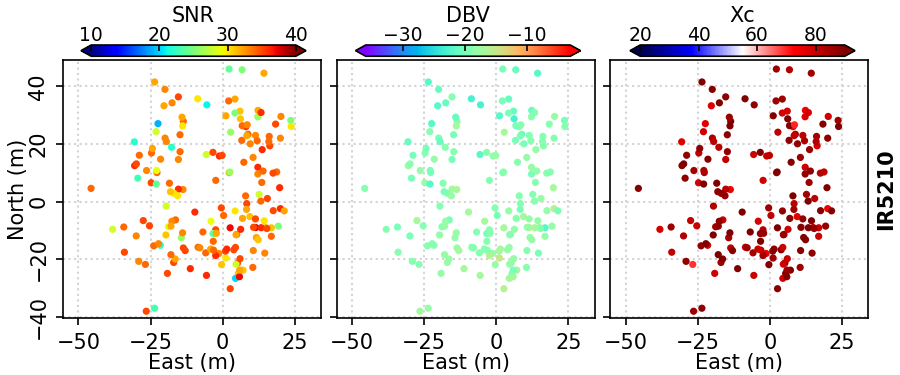 SNR DBV Xc
10 20 30 40 −30 −20 −10 20 40 60 80
North (m)
40
20
0
−20
−40
−50 −25 0 25 −50 −25 0 25 −50 −25 0 25
East (m) East (m) East (m)
IR5210